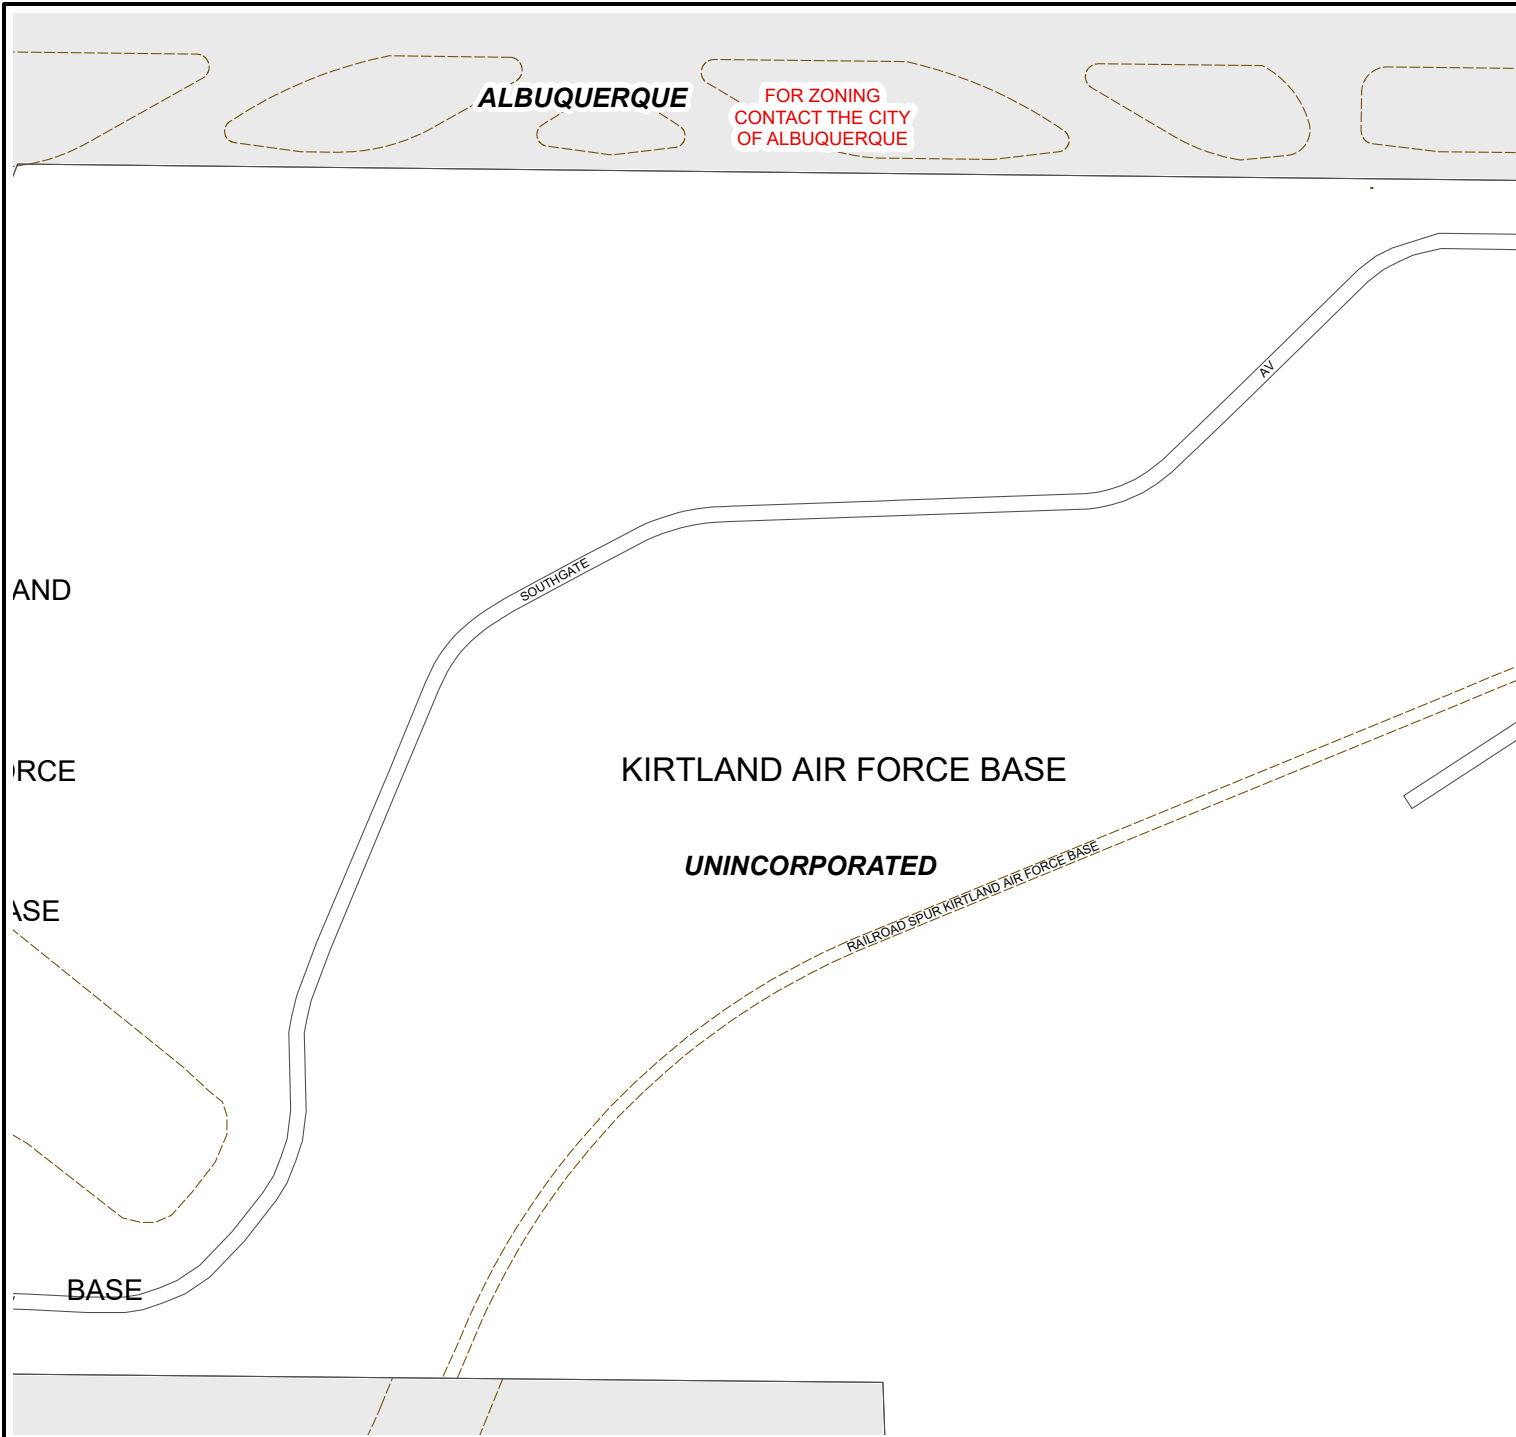 ALBUQUERQUE
FOR ZONING
CONTACT THE CITY
OF ALBUQUERQUE
AV
SOUTHGATE
AND
KIRTLAND AIR FORCE BASE
RCE
UNINCORPORATED
RAILROAD SPUR KIRTLAND AIR FORCE BASE
ASE
BASE